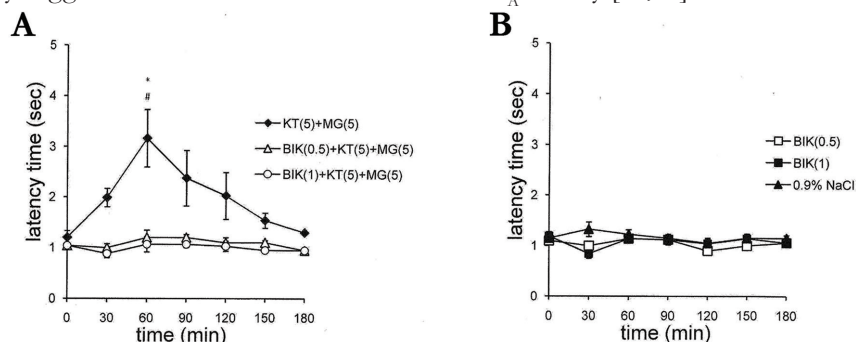 A
B
5
4
3
2
1
0
latency time (sec)
*
#
KT(5)+MG(5)
BIK(0.5)+KT(5)+MG(5)
BIK(1)+KT(5)+MG(5)
0 30 60 90 120 150 180
time (min)
5
4
3
2
1
0
latency time (sec)
BIK(0.5)
BIK(1)
0.9% NaCl
0 30 60 90 120 150 180
time (min)